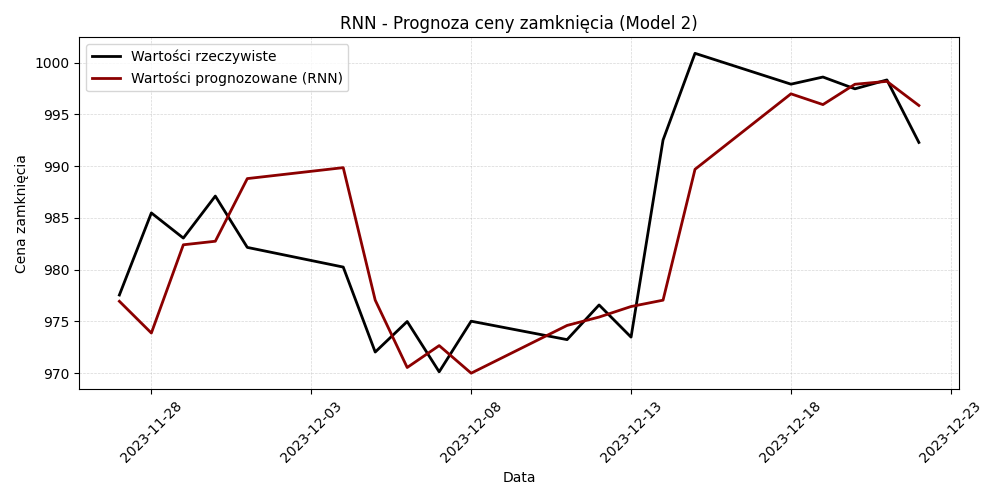 RNN - Prognoza ceny zamknięcia (Model 2)
Wartości rzeczywiste
Wartości prognozowane (RNN)
Cena zamknięcia
1000
995
990
985
980
975
970
2023-11-28
2023-12-03
2023-12-08
2023-12-13
2023-12-18
2023-12-23
Data